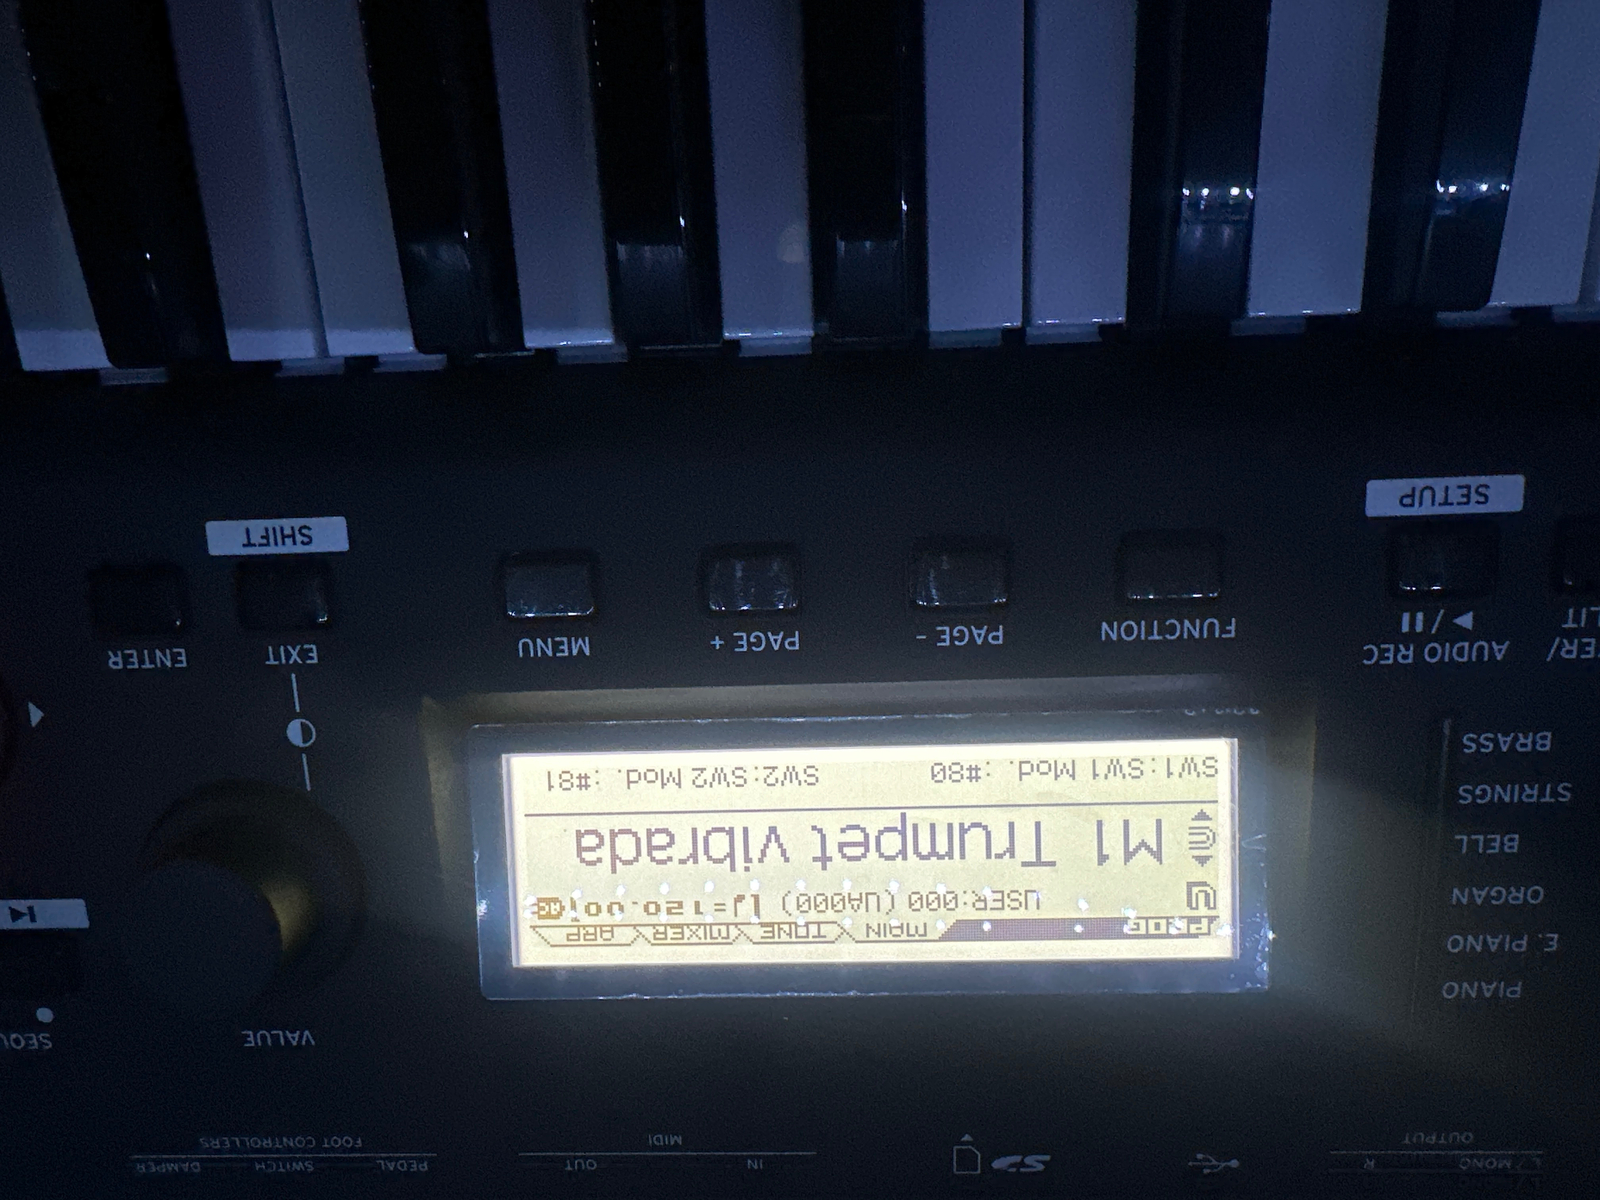 L/MONO R
OUTPUT
IN OUT
MIDI
PEDAL SWITCH DAMPER
FOOT CONTROLLERS
PIANO
E. PIANO
ORGAN
BELL
STRINGS
BRASS
PROG MAIN TONE MIXER ARP
USER:000 (UA000) ♩=120.00
M1 Trumpet vibrada
SW1:SW1 Mod. :#80 SW2:SW2 Mod. :#81
VALUE
AUDIO REC
SETUP
FUNCTION
PAGE -
PAGE +
MENU
EXIT
SHIFT
ENTER